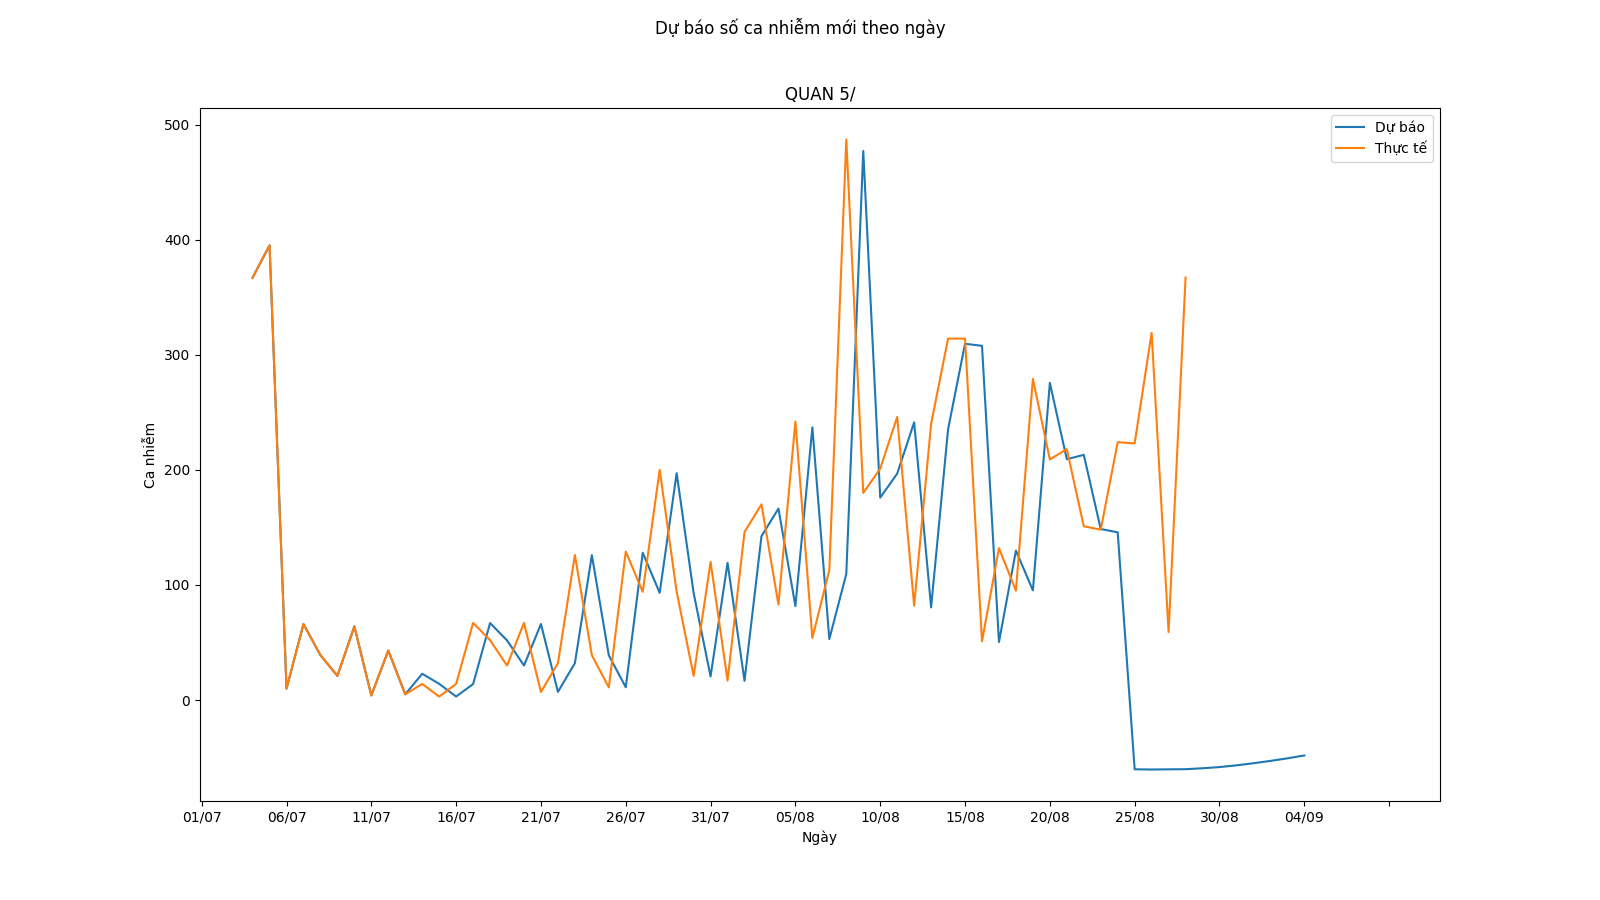 Dự báo số ca nhiễm mới theo ngày
QUAN 5/
Dự báo
Thực tế
500
400
300
200
100
0
Ca nhiễm
01/07 06/07 11/07 16/07 21/07 26/07 31/07 05/08 10/08 15/08 20/08 25/08 30/08 04/09
Ngày